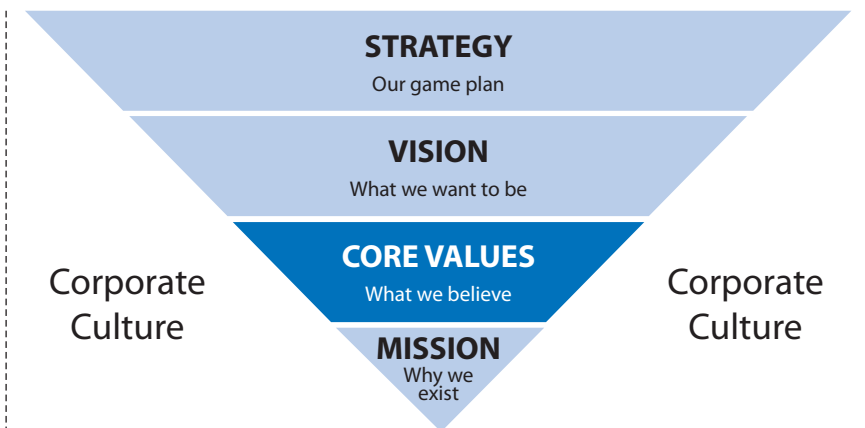 STRATEGY
Our game plan
VISION
What we want to be
CORE VALUES
What we believe
Corporate
Culture
Corporate
Culture
MISSION
Why we
exist